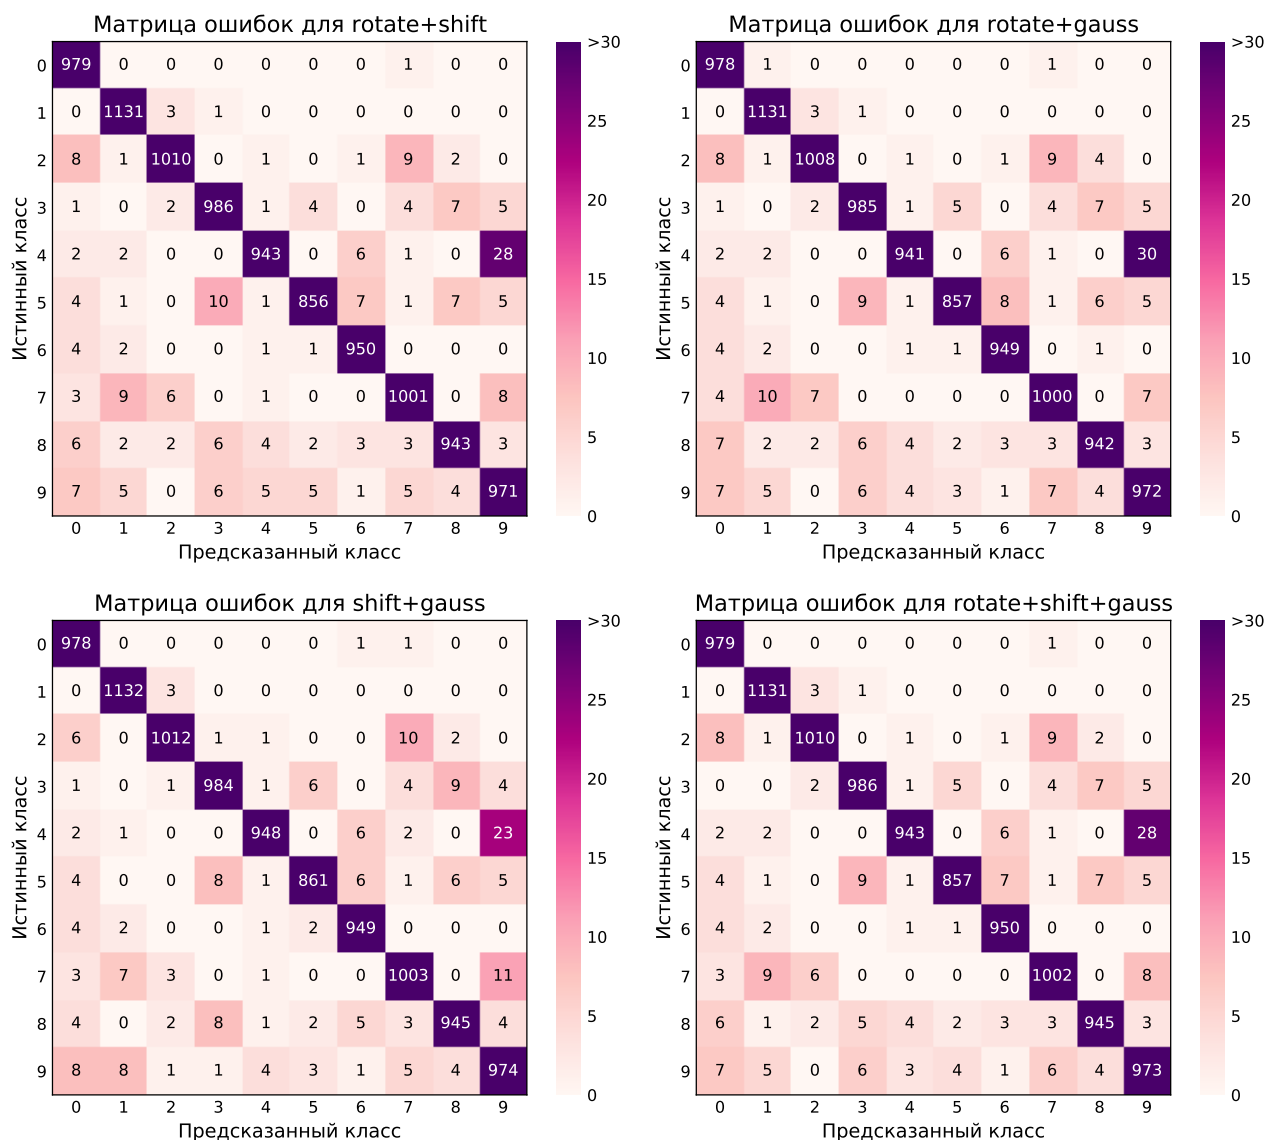 Матрица ошибок для rotate+shift
Истинный класс
0 979 0 0 0 0 0 0 1 0 0
1 0 1131 3 1 0 0 0 0 0 0
2 8 1 1010 0 1 0 1 9 2 0
3 1 0 2 986 1 4 0 4 7 5
4 2 2 0 0 943 0 6 1 0 28
5 4 1 0 10 1 856 7 1 7 5
6 4 2 0 0 1 1 950 0 0 0
7 3 9 6 0 1 0 0 1001 0 8
8 6 2 2 6 4 2 3 3 943 3
9 7 5 0 6 5 5 1 5 4 971
0 1 2 3 4 5 6 7 8 9
Предсказанный класс
>30
25
20
15
10
5
0
Матрица ошибок для rotate+gauss
Истинный класс
0 978 1 0 0 0 0 0 1 0 0
1 0 1131 3 1 0 0 0 0 0 0
2 8 1 1008 0 1 0 1 9 4 0
3 1 0 2 985 1 5 0 4 7 5
4 2 2 0 0 941 0 6 1 0 30
5 4 1 0 9 1 857 8 1 6 5
6 4 2 0 0 1 1 949 0 1 0
7 4 10 7 0 0 0 0 1000 0 7
8 7 2 2 6 4 2 3 3 942 3
9 7 5 0 6 4 3 1 7 4 972
0 1 2 3 4 5 6 7 8 9
Предсказанный класс
>30
25
20
15
10
5
0
Матрица ошибок для shift+gauss
Истинный класс
0 978 0 0 0 0 0 1 1 0 0
1 0 1132 3 0 0 0 0 0 0 0
2 6 0 1012 1 1 0 0 10 2 0
3 1 0 1 984 1 6 0 4 9 4
4 2 1 0 0 948 0 6 2 0 23
5 4 0 0 8 1 861 6 1 6 5
6 4 2 0 0 1 2 949 0 0 0
7 3 7 3 0 1 0 0 1003 0 11
8 4 0 2 8 1 2 5 3 945 4
9 8 8 1 1 4 3 1 5 4 974
0 1 2 3 4 5 6 7 8 9
Предсказанный класс
>30
25
20
15
10
5
0
Матрица ошибок для rotate+shift+gauss
Истинный класс
0 979 0 0 0 0 0 0 1 0 0
1 0 1131 3 1 0 0 0 0 0 0
2 8 1 1010 0 1 0 1 9 2 0
3 0 0 2 986 1 5 0 4 7 5
4 2 2 0 0 943 0 6 1 0 28
5 4 1 0 9 1 857 7 1 7 5
6 4 2 0 0 1 1 950 0 0 0
7 3 9 6 0 0 0 0 1002 0 8
8 6 1 2 5 4 2 3 3 945 3
9 7 5 0 6 3 4 1 6 4 973
0 1 2 3 4 5 6 7 8 9
Предсказанный класс
>30
25
20
15
10
5
0